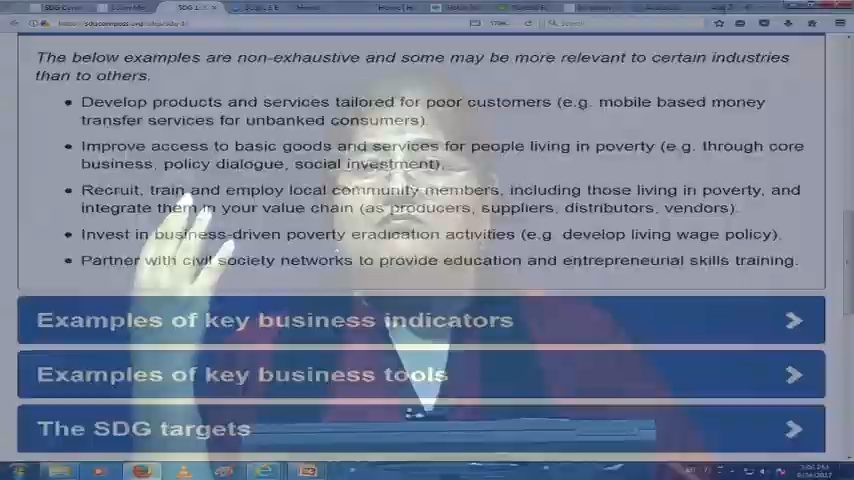 The below examples are non-exhaustive and some may be more relevant to certain industries
than to others.
• Develop products and services tailored for poor customers (e.g. mobile based money
transfer services for unbanked consumers).
• Improve access to basic goods and services for people living in poverty (e.g. through core
business, policy dialogue, social investment).
• Recruit, train and employ local community members, including those living in poverty, and
integrate them in your value chain (as producers, suppliers, distributors, vendors).
• Invest in business-driven poverty eradication activities (e.g. develop living wage policy).
• Partner with civil society networks to provide education and entrepreneurial skills training.
Examples of key business indicators
Examples of key business tools
The SDG targets